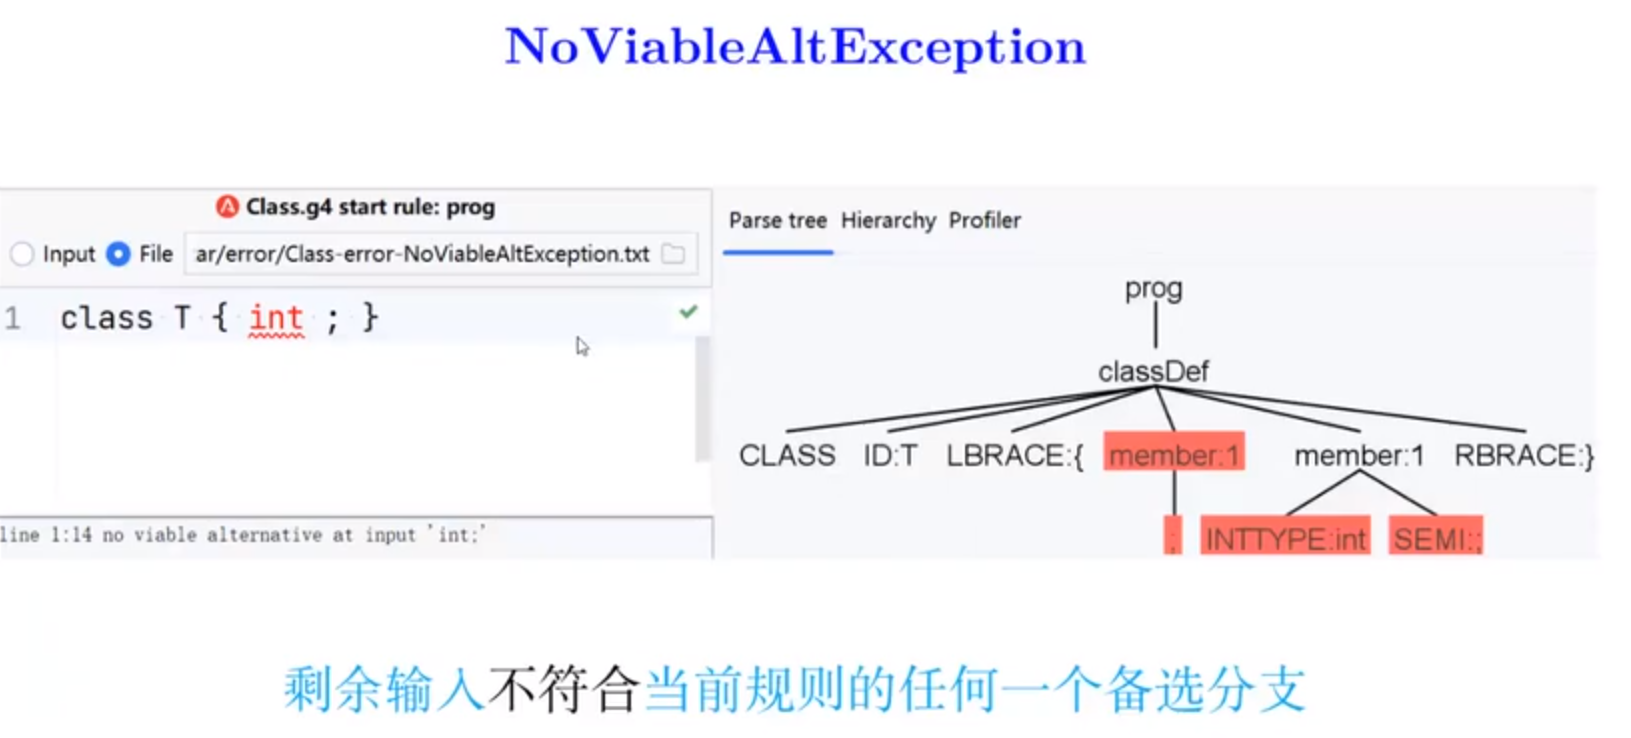 NoViableAltException
Class.g4 start rule: prog
Input File ar/error/Class-error-NoViableAltException.txt
1 class T { int ; }
line 1:14 no viable alternative at input 'int;'
Parse tree Hierarchy Profiler
prog
classDef
CLASS ID:T LBRACE:{ member:1 member:1 RBRACE:}
; INTTYPE:int SEMI:;
剩余输入不符合当前规则的任何一个备选分支